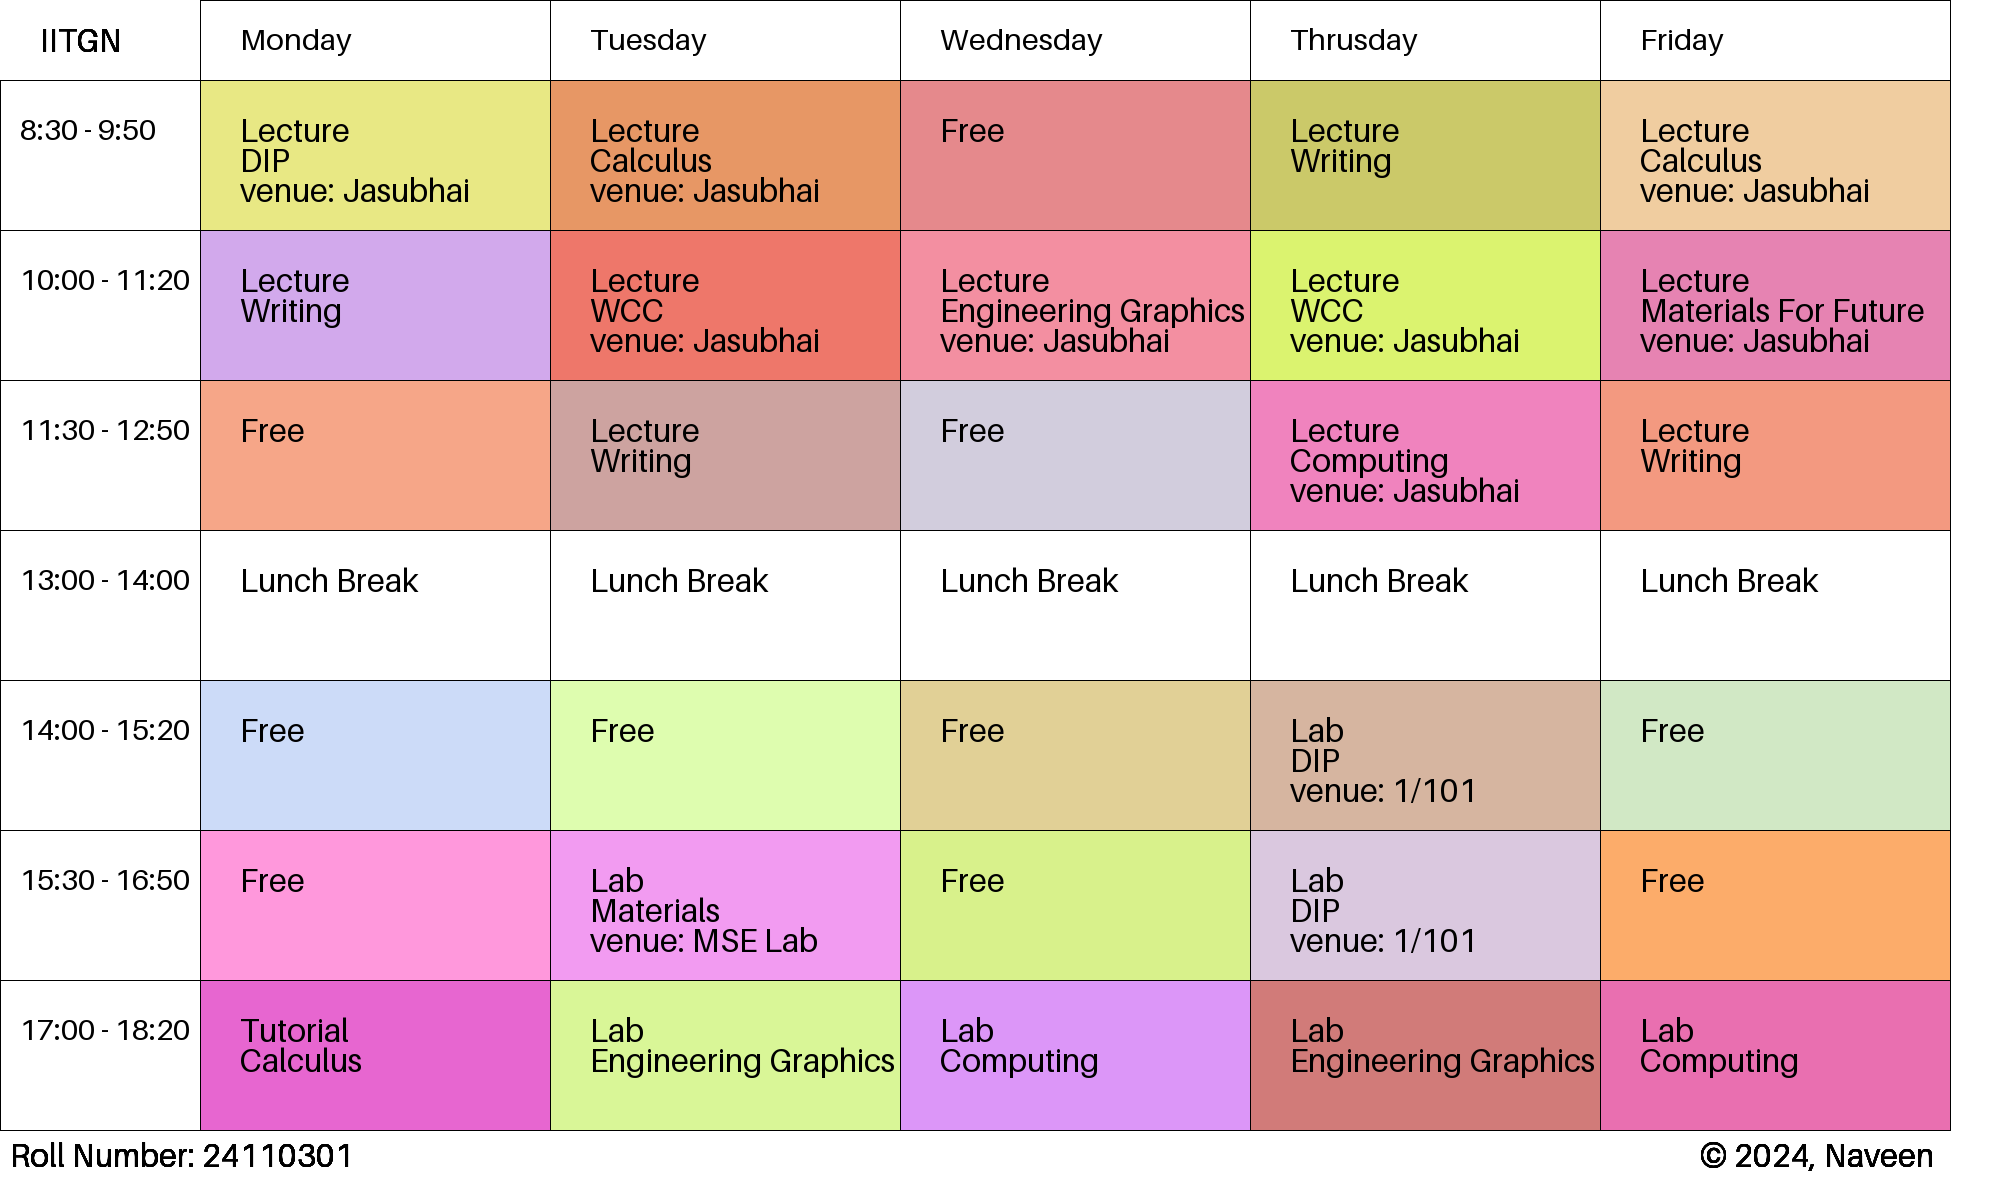 IITGN Monday Tuesday Wednesday Thrusday Friday
8:30 - 9:50
Lecture
DIP
venue: Jasubhai
Lecture
Calculus
venue: Jasubhai
Free
Lecture
Writing
Lecture
Calculus
venue: Jasubhai
10:00 - 11:20
Lecture
Writing
Lecture
WCC
venue: Jasubhai
Lecture
Engineering Graphics
venue: Jasubhai
Lecture
WCC
venue: Jasubhai
Lecture
Materials For Future
venue: Jasubhai
11:30 - 12:50
Free
Lecture
Writing
Free
Lecture
Computing
venue: Jasubhai
Lecture
Writing
13:00 - 14:00
Lunch Break
Lunch Break
Lunch Break
Lunch Break
Lunch Break
14:00 - 15:20
Free
Free
Free
Lab
DIP
venue: 1/101
Free
15:30 - 16:50
Free
Lab
Materials
venue: MSE Lab
Free
Lab
DIP
venue: 1/101
Free
17:00 - 18:20
Tutorial
Calculus
Lab
Engineering Graphics
Lab
Computing
Lab
Engineering Graphics
Lab
Computing
Roll Number: 24110301
© 2024, Naveen